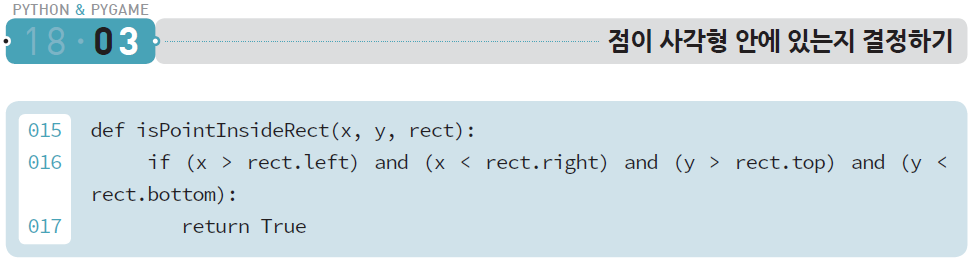 PYTHON & PYGAME
18·03 점이 사각형 안에 있는지 결정하기
015 def isPointInsideRect(x, y, rect):
016 if (x > rect.left) and (x < rect.right) and (y > rect.top) and (y <
rect.bottom):
017 return True